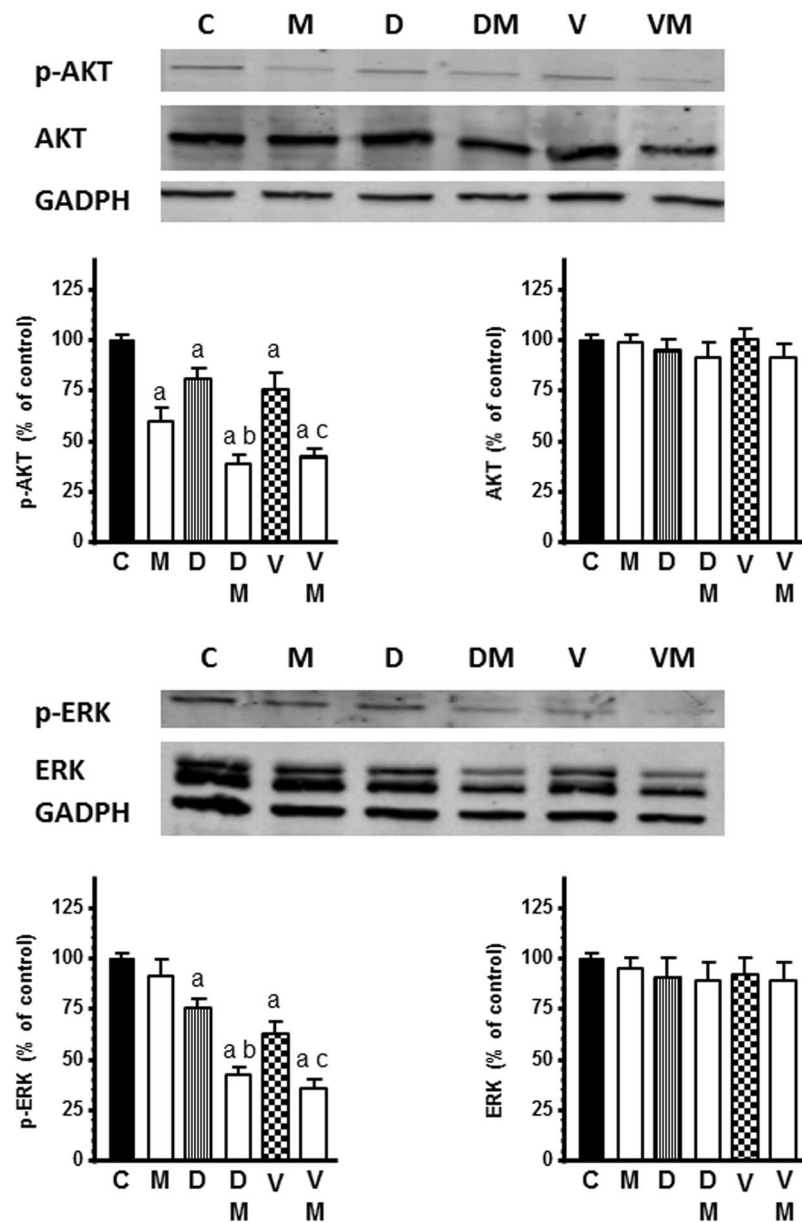 C M D DM V VM
p-AKT
AKT
GADPH
p-AKT (% of control)
125
100
75
50
25
0
a
a
a b
a
a c
C M D D V V
M M
AKT (% of control)
125
100
75
50
25
0
C M D D V V
M M
C M D DM V VM
p-ERK
ERK
GADPH
p-ERK (% of control)
125
100
75
50
25
0
a
a b
a
a c
C M D D V V
M M
ERK (% of control)
125
100
75
50
25
0
C M D D V V
M M